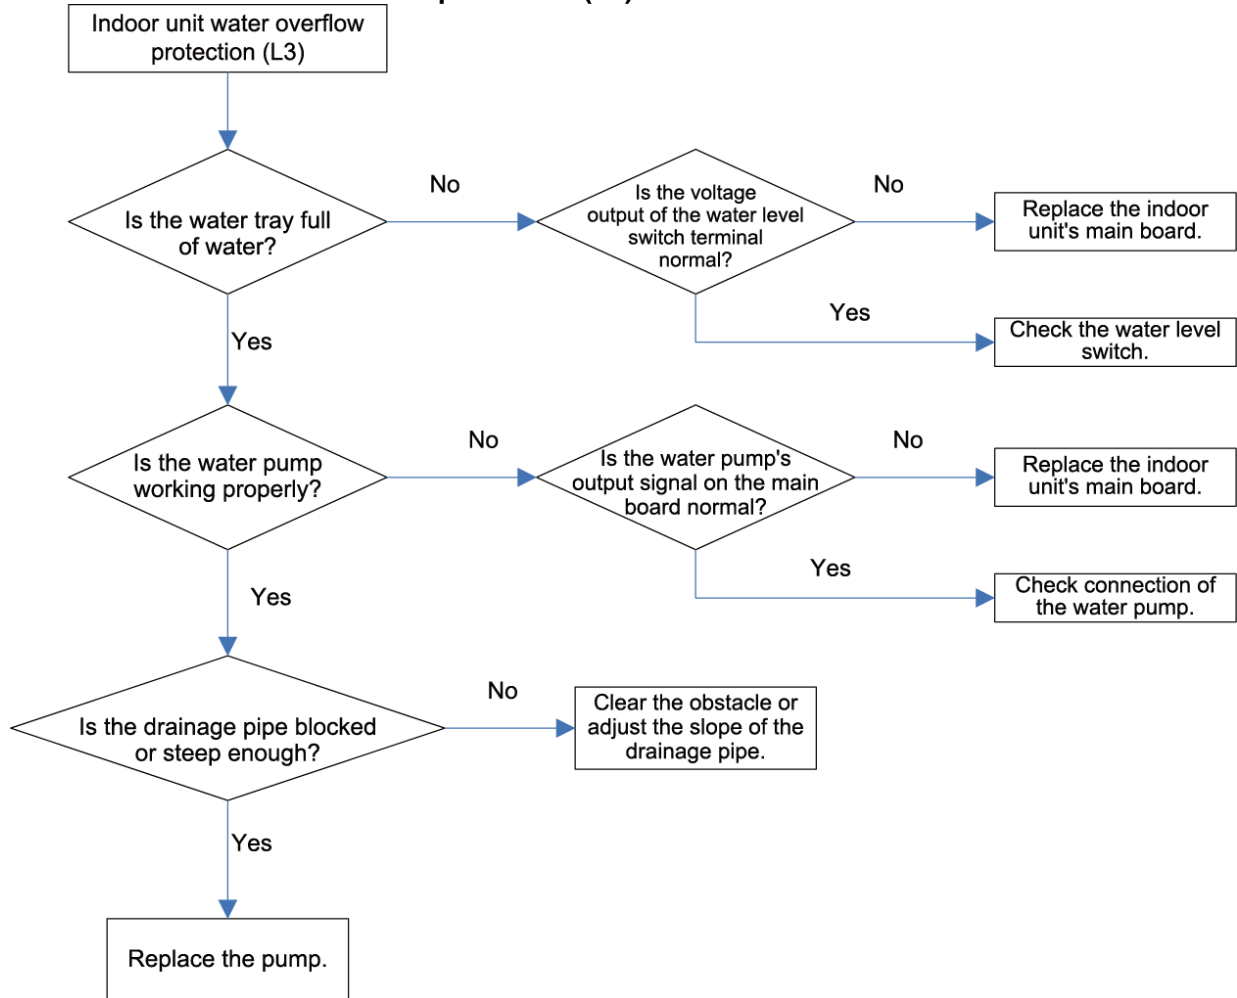 Indoor unit water overflow
protection (L3)
Is the water tray full
of water?
No
Is the voltage
output of the water level
switch terminal
normal?
No
Replace the indoor
unit's main board.
Yes
Check the water level
switch.
Yes
Is the water pump
working properly?
No
Is the water pump's
output signal on the main
board normal?
No
Replace the indoor
unit's main board.
Yes
Check connection of
the water pump.
Yes
Is the drainage pipe blocked
or steep enough?
No
Clear the obstacle or
adjust the slope of the
drainage pipe.
Yes
Replace the pump.